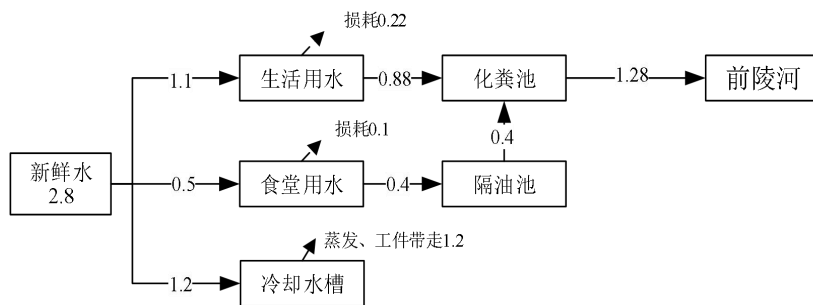 损耗0.22
1.1
生活用水
0.88
化粪池
1.28
前陵河
损耗0.1
0.4
新鲜水
2.8
0.5
食堂用水
0.4
隔油池
蒸发、工件带走1.2
1.2
冷却水槽